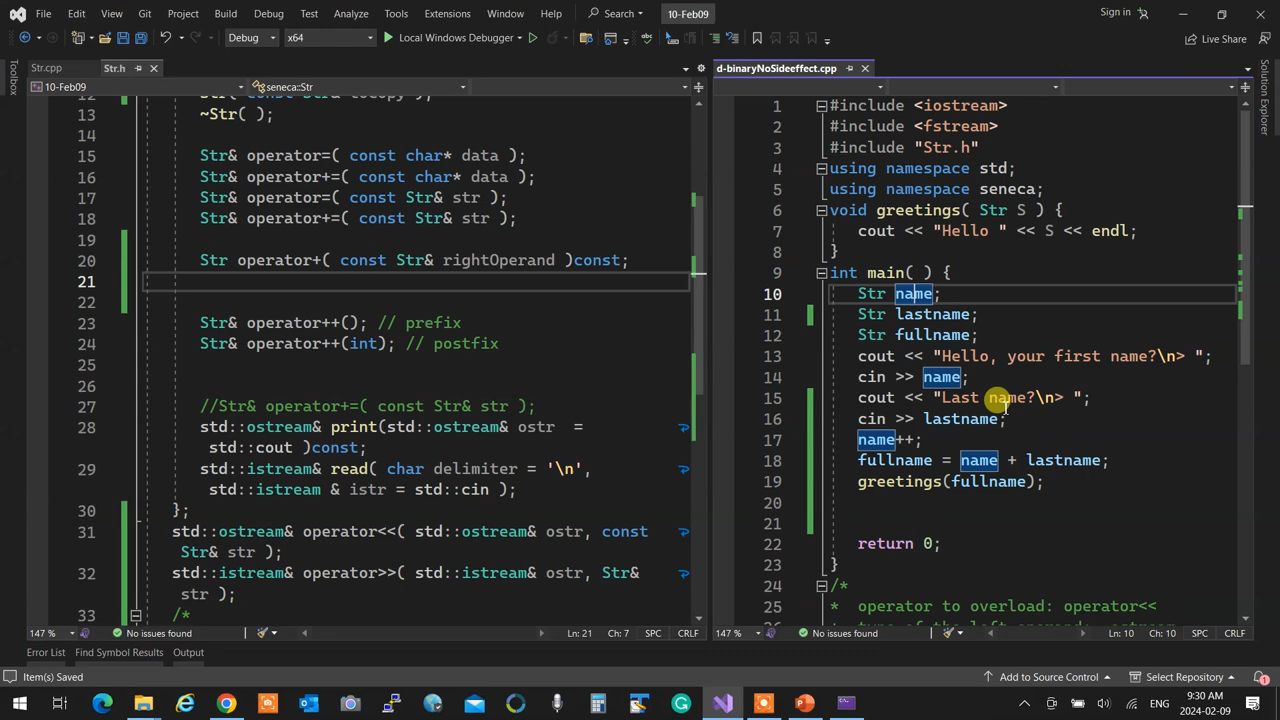 File Edit View Git Project Build Debug Test Analyze Tools Extensions Window Help Search 10-Feb09 Sign in
Debug x64 Local Windows Debugger Live Share
Toolbox
Str.cpp Str.h
10-Feb09 seneca::Str
13 ~Str( );
14
15 Str& operator=( const char* data );
16 Str& operator+=( const char* data );
17 Str& operator=( const Str& str );
18 Str& operator+=( const Str& str );
19
20 Str operator+( const Str& rightOperand )const;
21
22
23 Str& operator++(); // prefix
24 Str& operator++(int); // postfix
25
26
27 //Str& operator+=( const Str& str );
28 std::ostream& print(std::ostream& ostr =
std::cout )const;
29 std::istream& read( char delimiter = '\n',
std::istream & istr = std::cin );
30 };
31 std::ostream& operator<<( std::ostream& ostr, const
Str& str );
32 std::istream& operator>>( std::istream& ostr, Str&
str );
33 /*
147 % No issues found Ln: 21 Ch: 7 SPC CRLF
d-binaryNoSideeffect.cpp
1 #include <iostream>
2 #include <fstream>
3 #include "Str.h"
4 using namespace std;
5 using namespace seneca;
6 void greetings( Str S ) {
7 cout << "Hello " << S << endl;
8 }
9 int main( ) {
10 Str name;
11 Str lastname;
12 Str fullname;
13 cout << "Hello, your first name?\n> ";
14 cin >> name;
15 cout << "Last name?\n> ";
16 cin >> lastname;
17 name++;
18 fullname = name + lastname;
19 greetings(fullname);
20
21
22 return 0;
23 }
24 /*
25 * operator to overload: operator<<
147 % No issues found Ln: 10 Ch: 10 SPC CRLF
Solution Explorer
Error List Find Symbol Results Output
Item(s) Saved Add to Source Control Select Repository 1
ENG 9:30 AM
2024-02-09